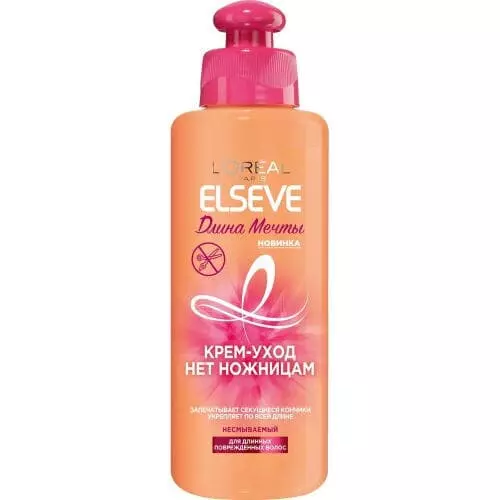 L'ORÉAL
PARIS
ELSEVE
Длина Мечты
НОВИНКА
КРЕМ-УХОД
НЕТ НОЖНИЦАМ
ЗАПЕЧАТЫВАЕТ СЕКУЩИЕСЯ КОНЧИКИ
УКРЕПЛЯЕТ ПО ВСЕЙ ДЛИНЕ
НЕСМЫВАЕМЫЙ
ДЛЯ ДЛИННЫХ
ПОВРЕЖДЕННЫХ ВОЛОС